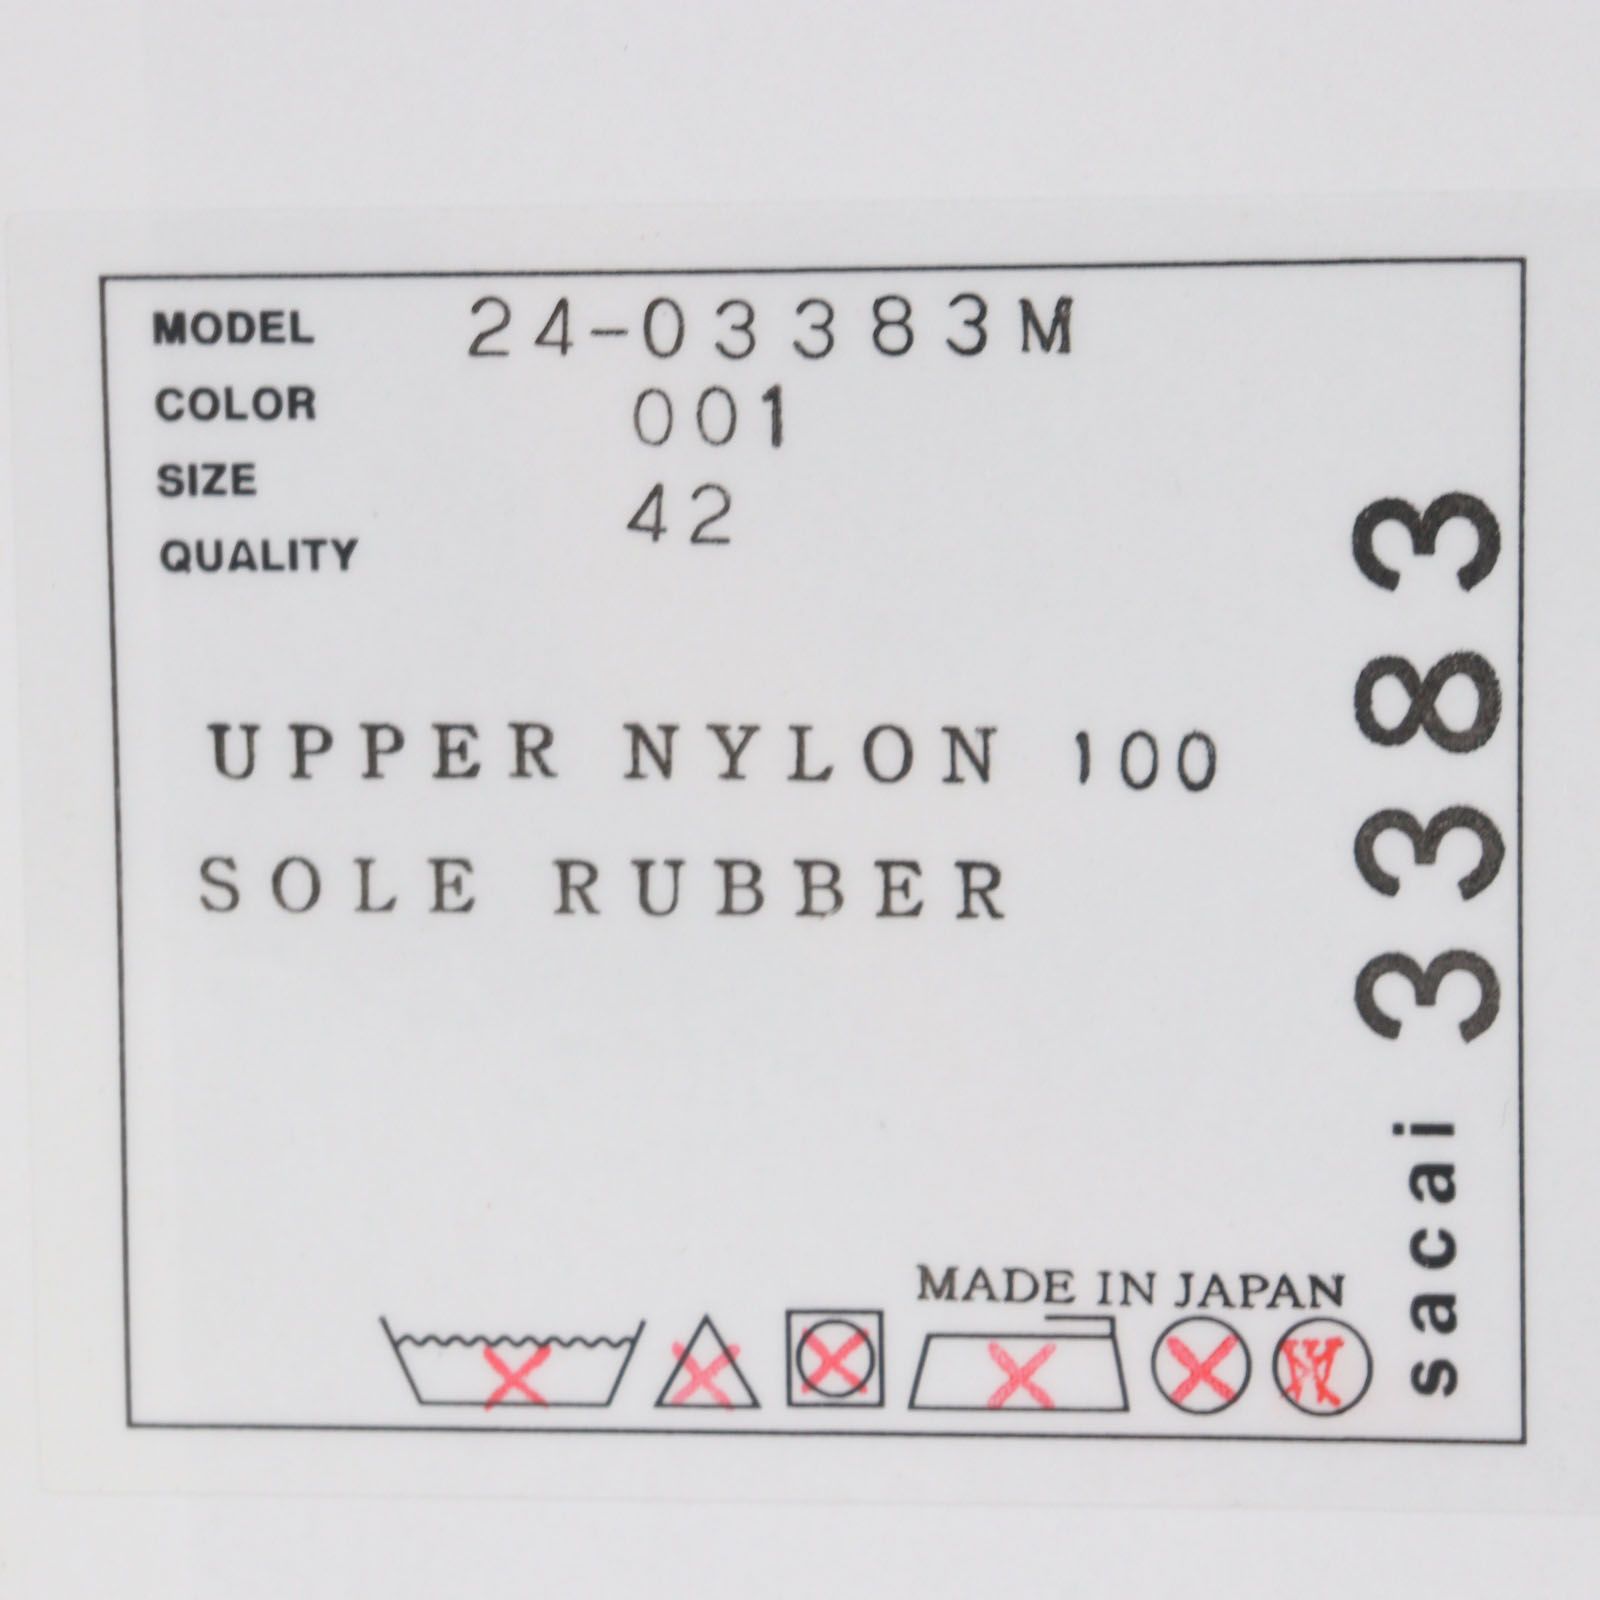 MODEL 24-03383M
COLOR 001
SIZE 42
QUALITY
UPPER NYLON 100
SOLE RUBBER
MADE IN JAPAN
sacai 3383